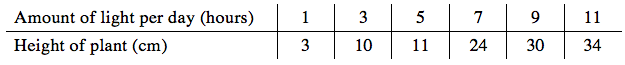 Amount of light per day (hours) 1 3 5 7 9 11
Height of plant (cm) 3 10 11 24 30 34